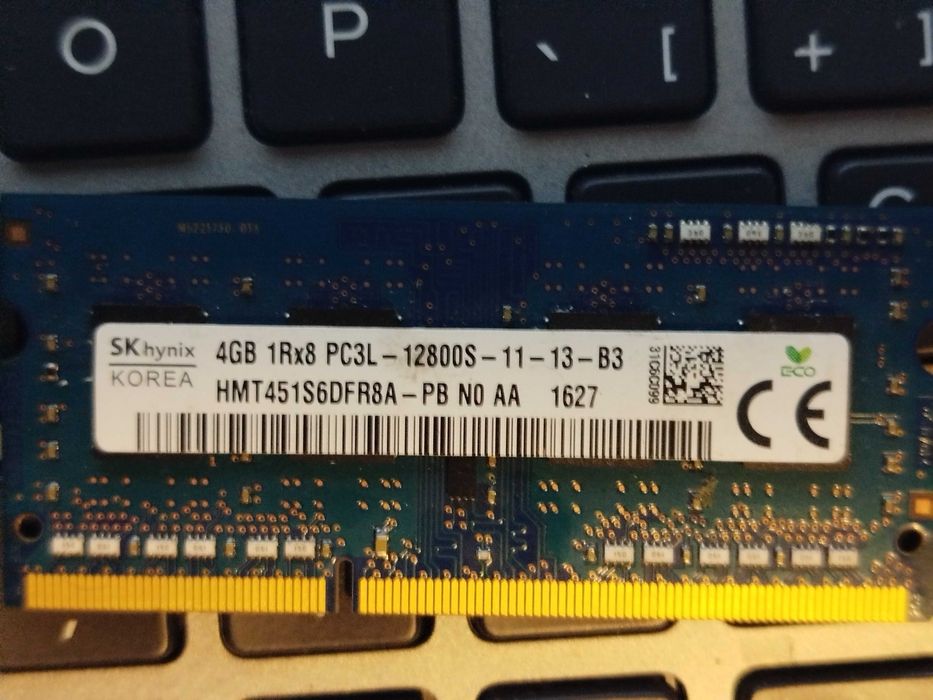 O P ` [ + ]
SK hynix
KOREA
4GB 1Rx8 PC3L-12800S-11-13-B3
HMT451S6DFR8A-PB N0 AA 1627
ECO
CE